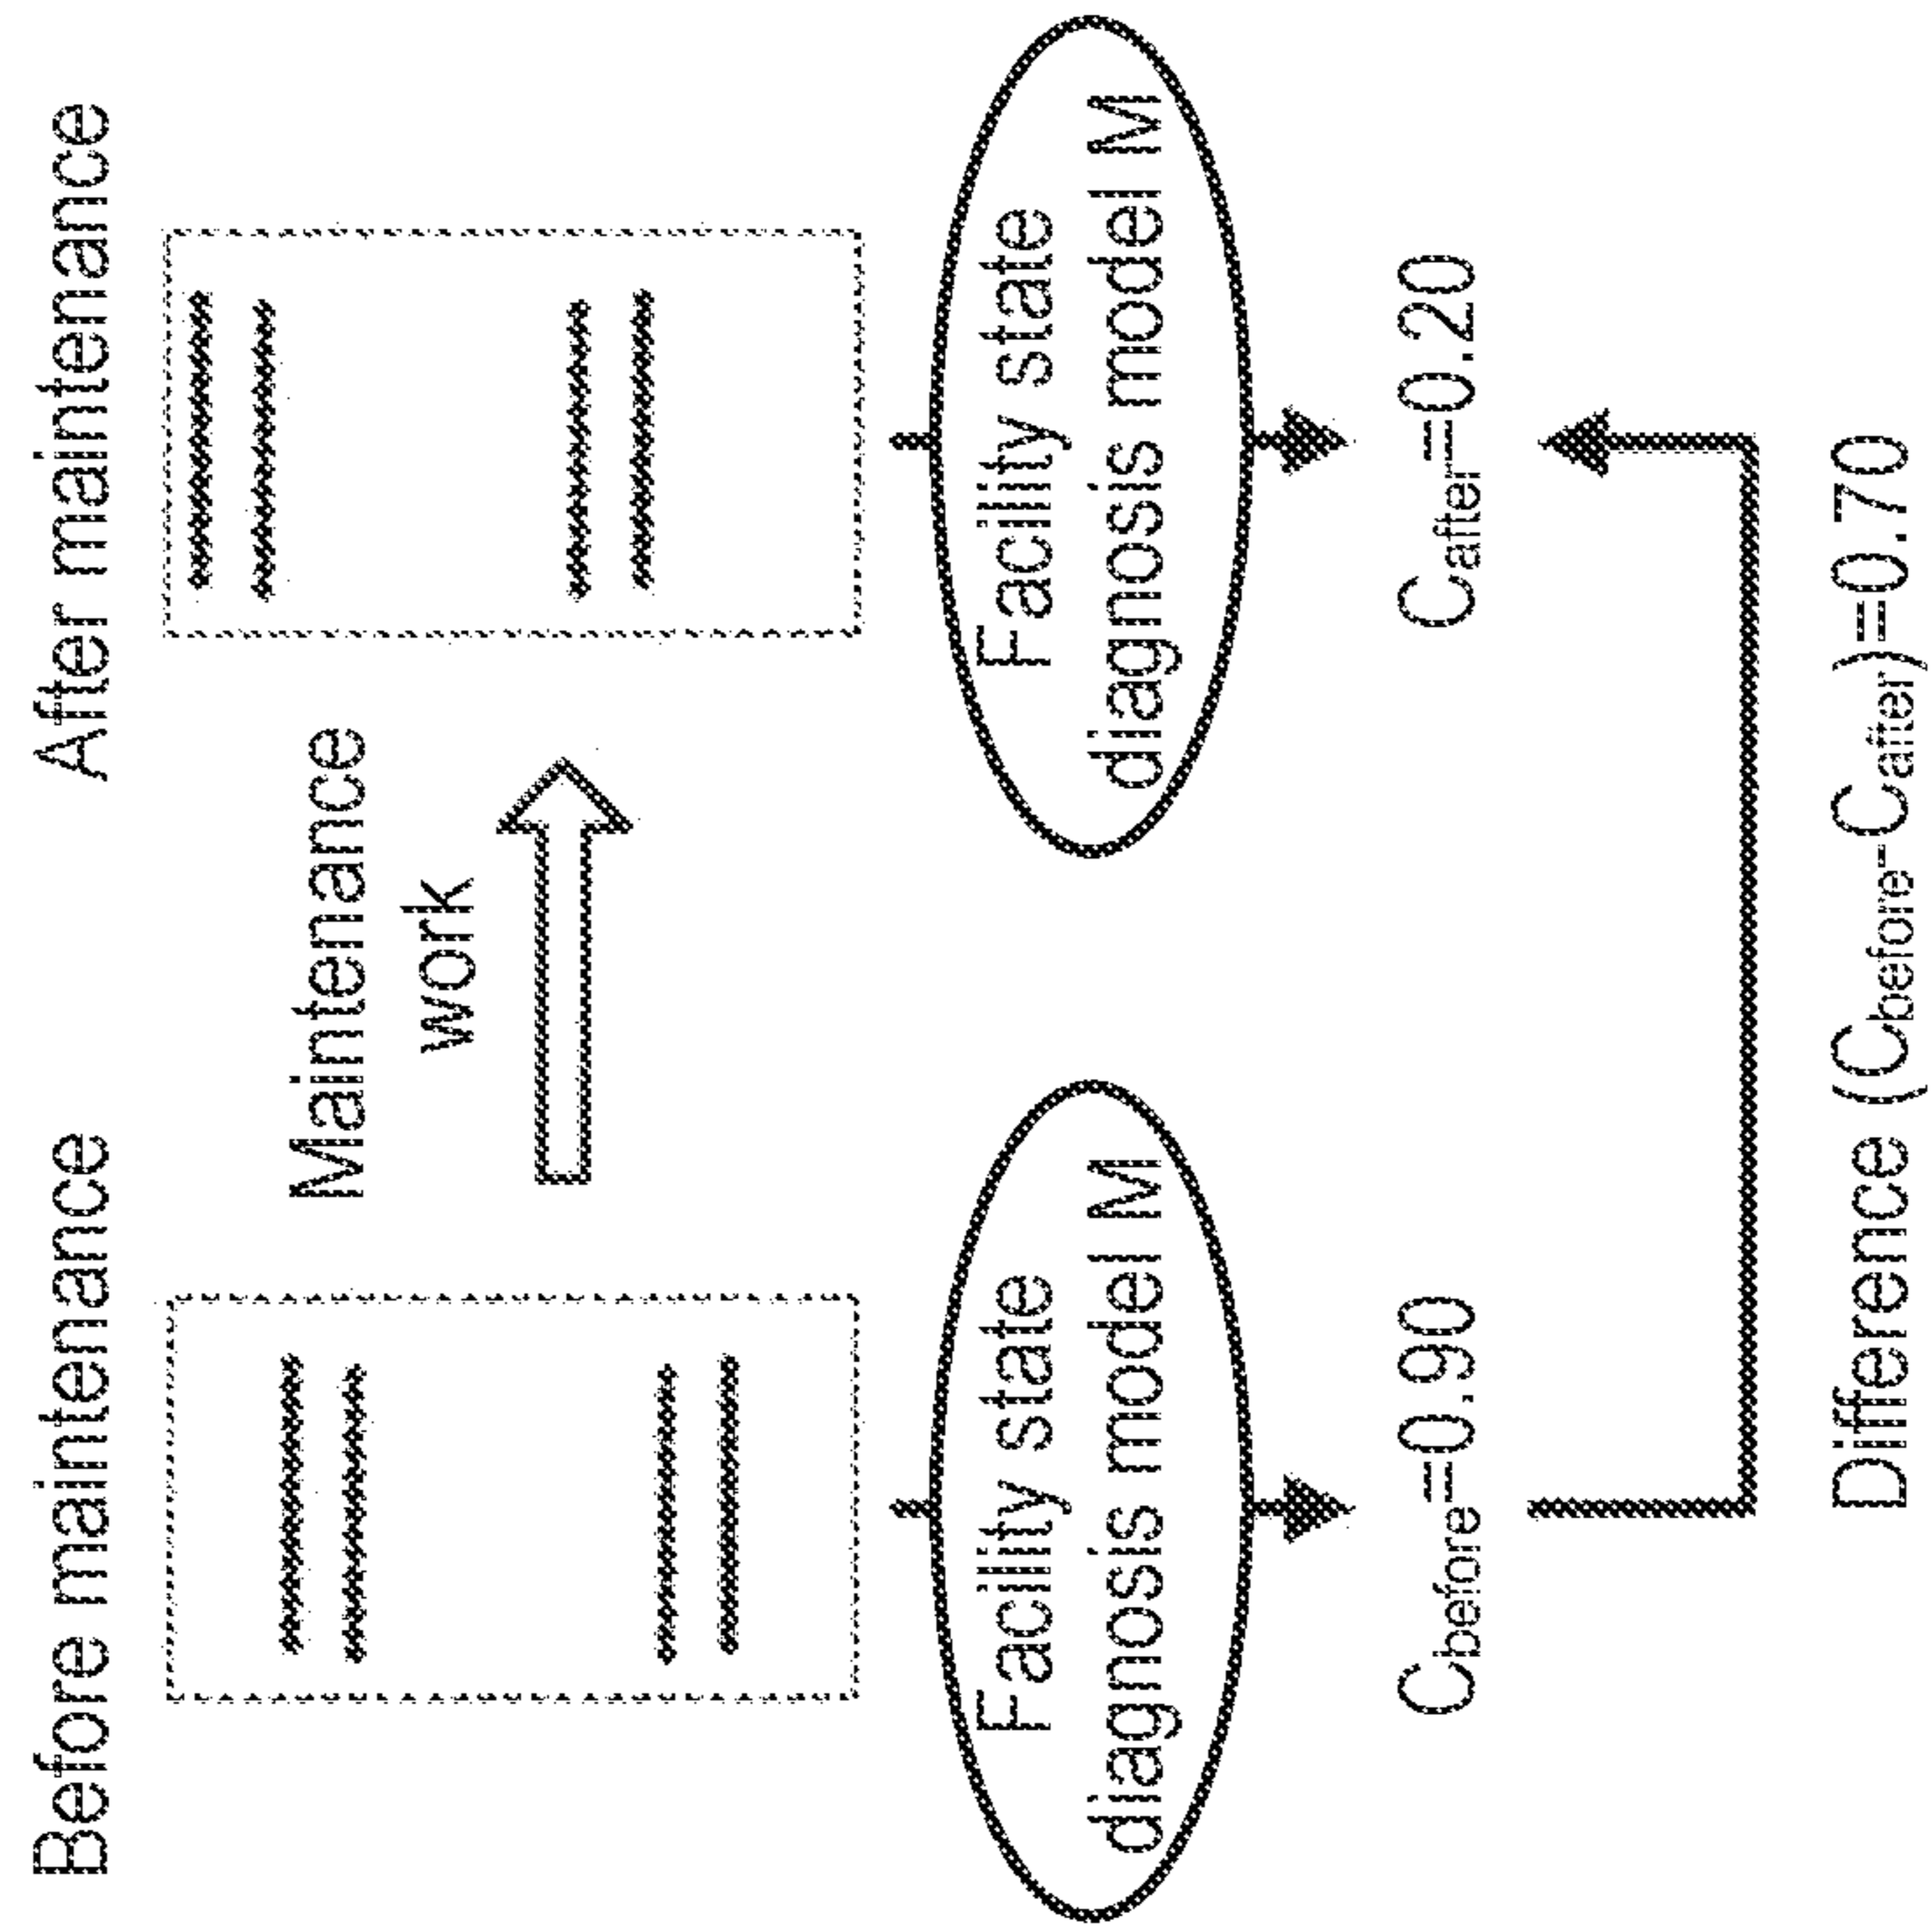 Before maintenance
After maintenance
Maintenance
work
Facility state
diagnosis model M
Facility state
diagnosis model M
Cbefore=0.90
Cafter=0.20
Difference (Cbefore-Cafter)=0.70